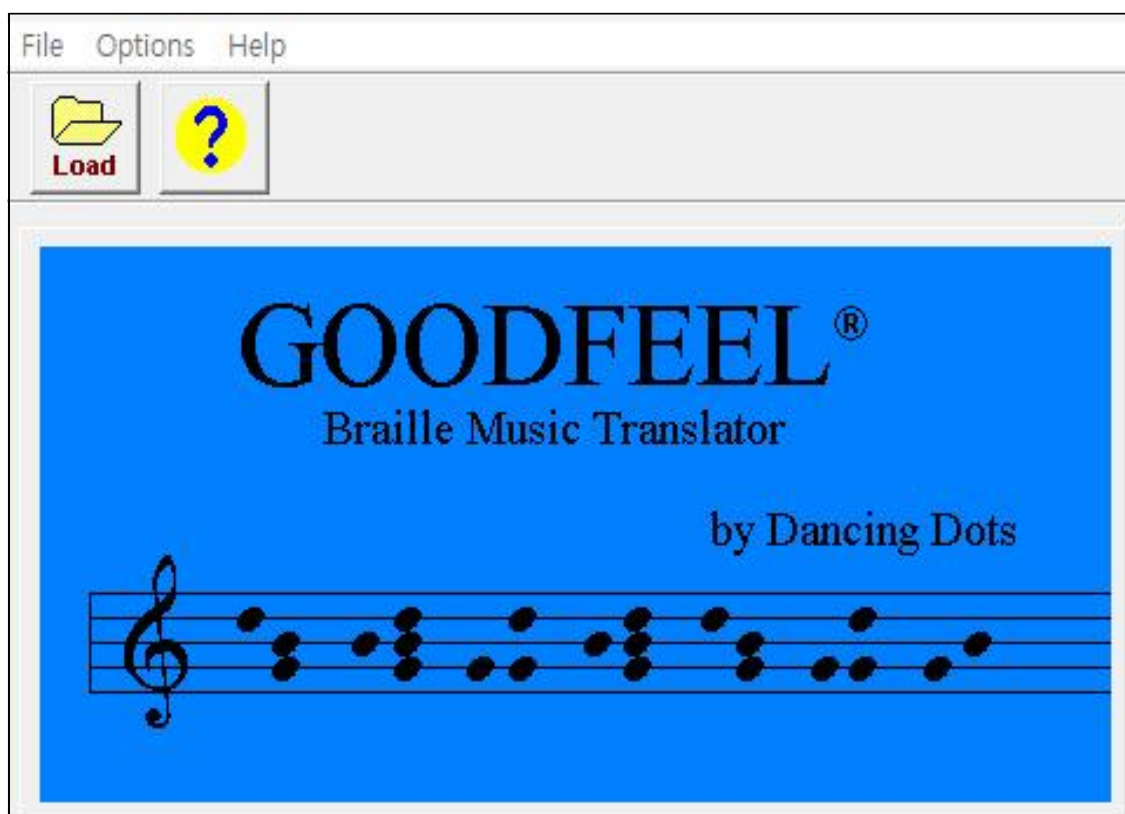 File Options Help
Load
?
GOODFEEL®
Braille Music Translator
by Dancing Dots